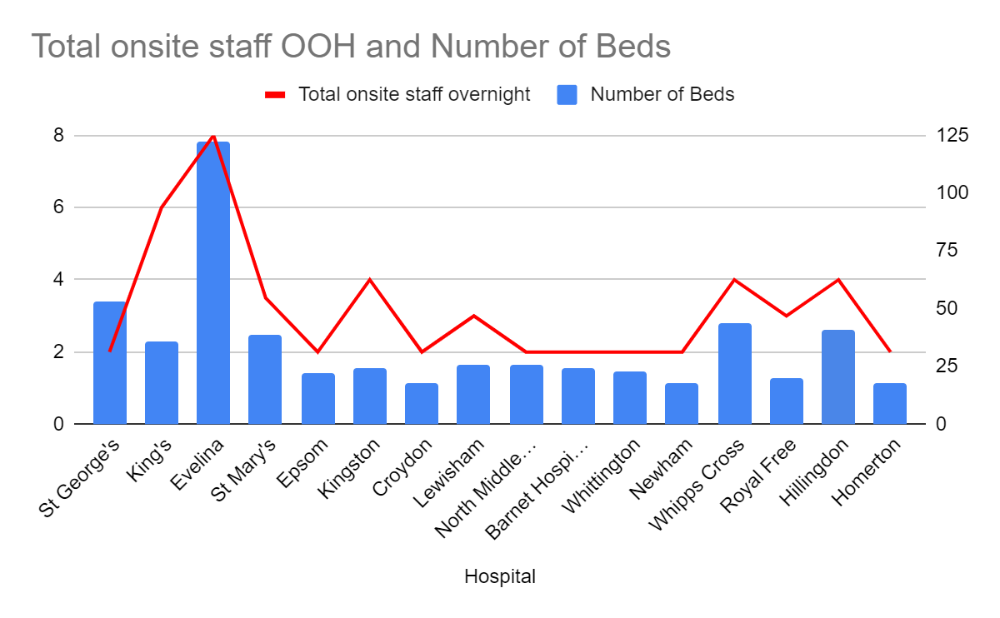 Total onsite staff OOH and Number of Beds
Total onsite staff overnight
Number of Beds
8
6
4
2
0
125
100
75
50
25
0
St George's
King's
Evelina
St Mary's
Epsom
Kingston
Croydon
Lewisham
North Middle…
Barnet Hospi…
Whittington
Newham
Whipps Cross
Royal Free
Hillingdon
Homerton
Hospital